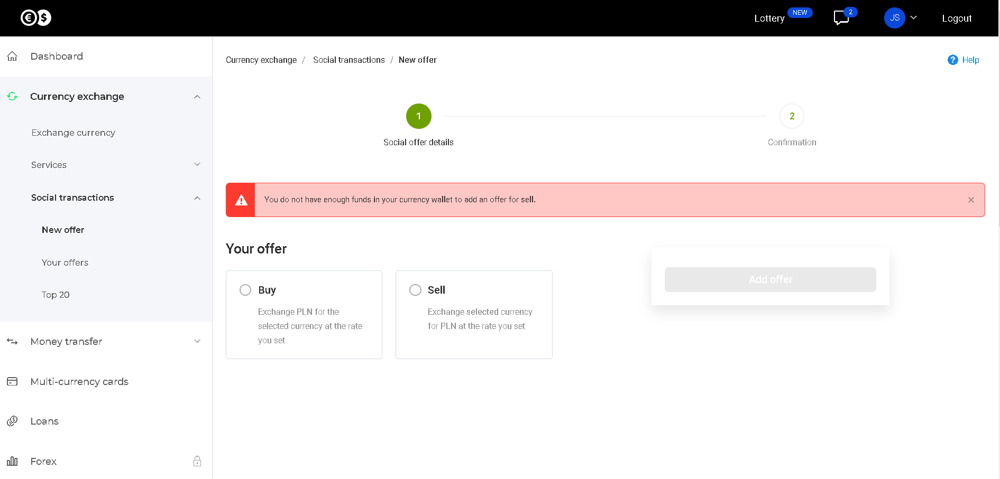 €$
Lottery
NEW
2
JS
Logout
Dashboard
Currency exchange
Exchange currency
Services
Social transactions
New offer
Your offers
Top 20
Money transfer
Multi-currency cards
Loans
Forex
Currency exchange / Social transactions / New offer
? Help
1
2
Social offer details
Confirmation
You do not have enough funds in your currency wallet to add an offer for sell.
Your offer
Buy
Exchange PLN for the
selected currency at the rate
you set
Sell
Exchange selected currency
for PLN at the rate you set
Add offer